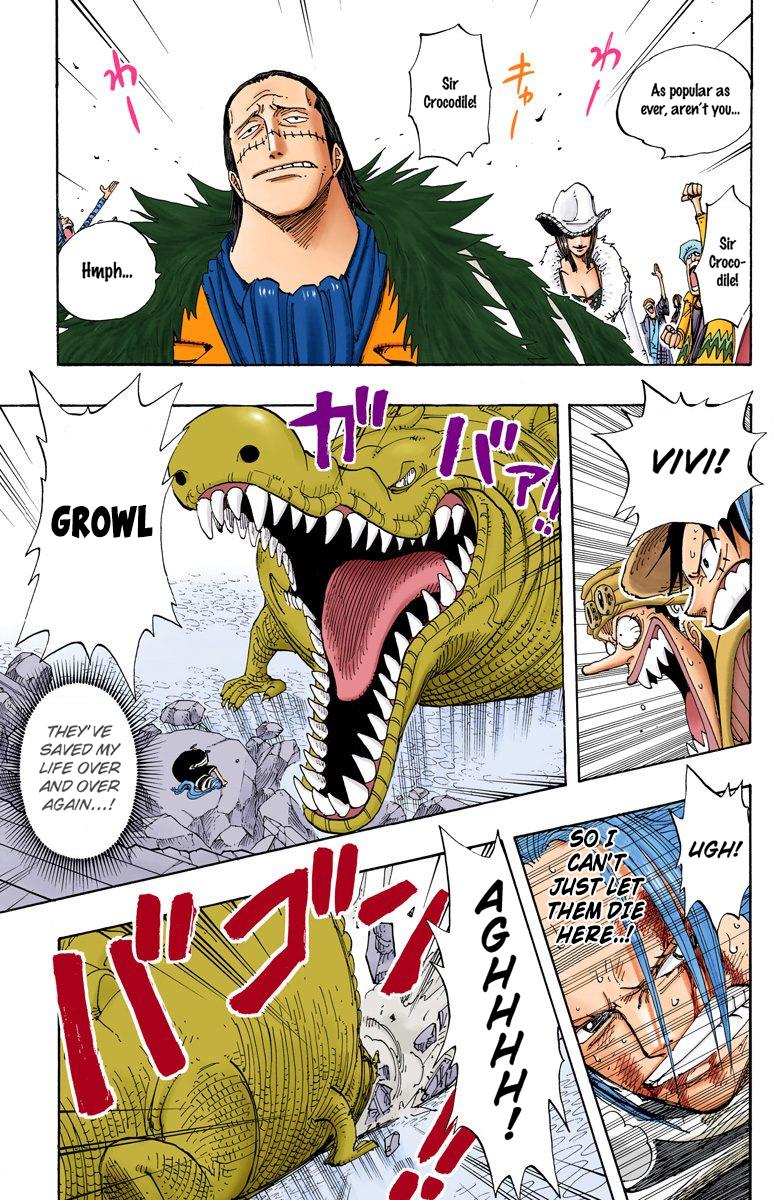 As popular as
ever, aren't you...
キャー
わー
Sir
Crocodile!
わー
Sir
Croco-
dile!
Hmph...
VIVI!
ガバァ!!
GROWL
THEY'VE
SAVED MY
LIFE OVER
AND OVER
AGAIN...!
UGH!
SO I
CAN'T
JUST LET
THEM DIE
HERE..!
AGHHHH!
バゴン!!